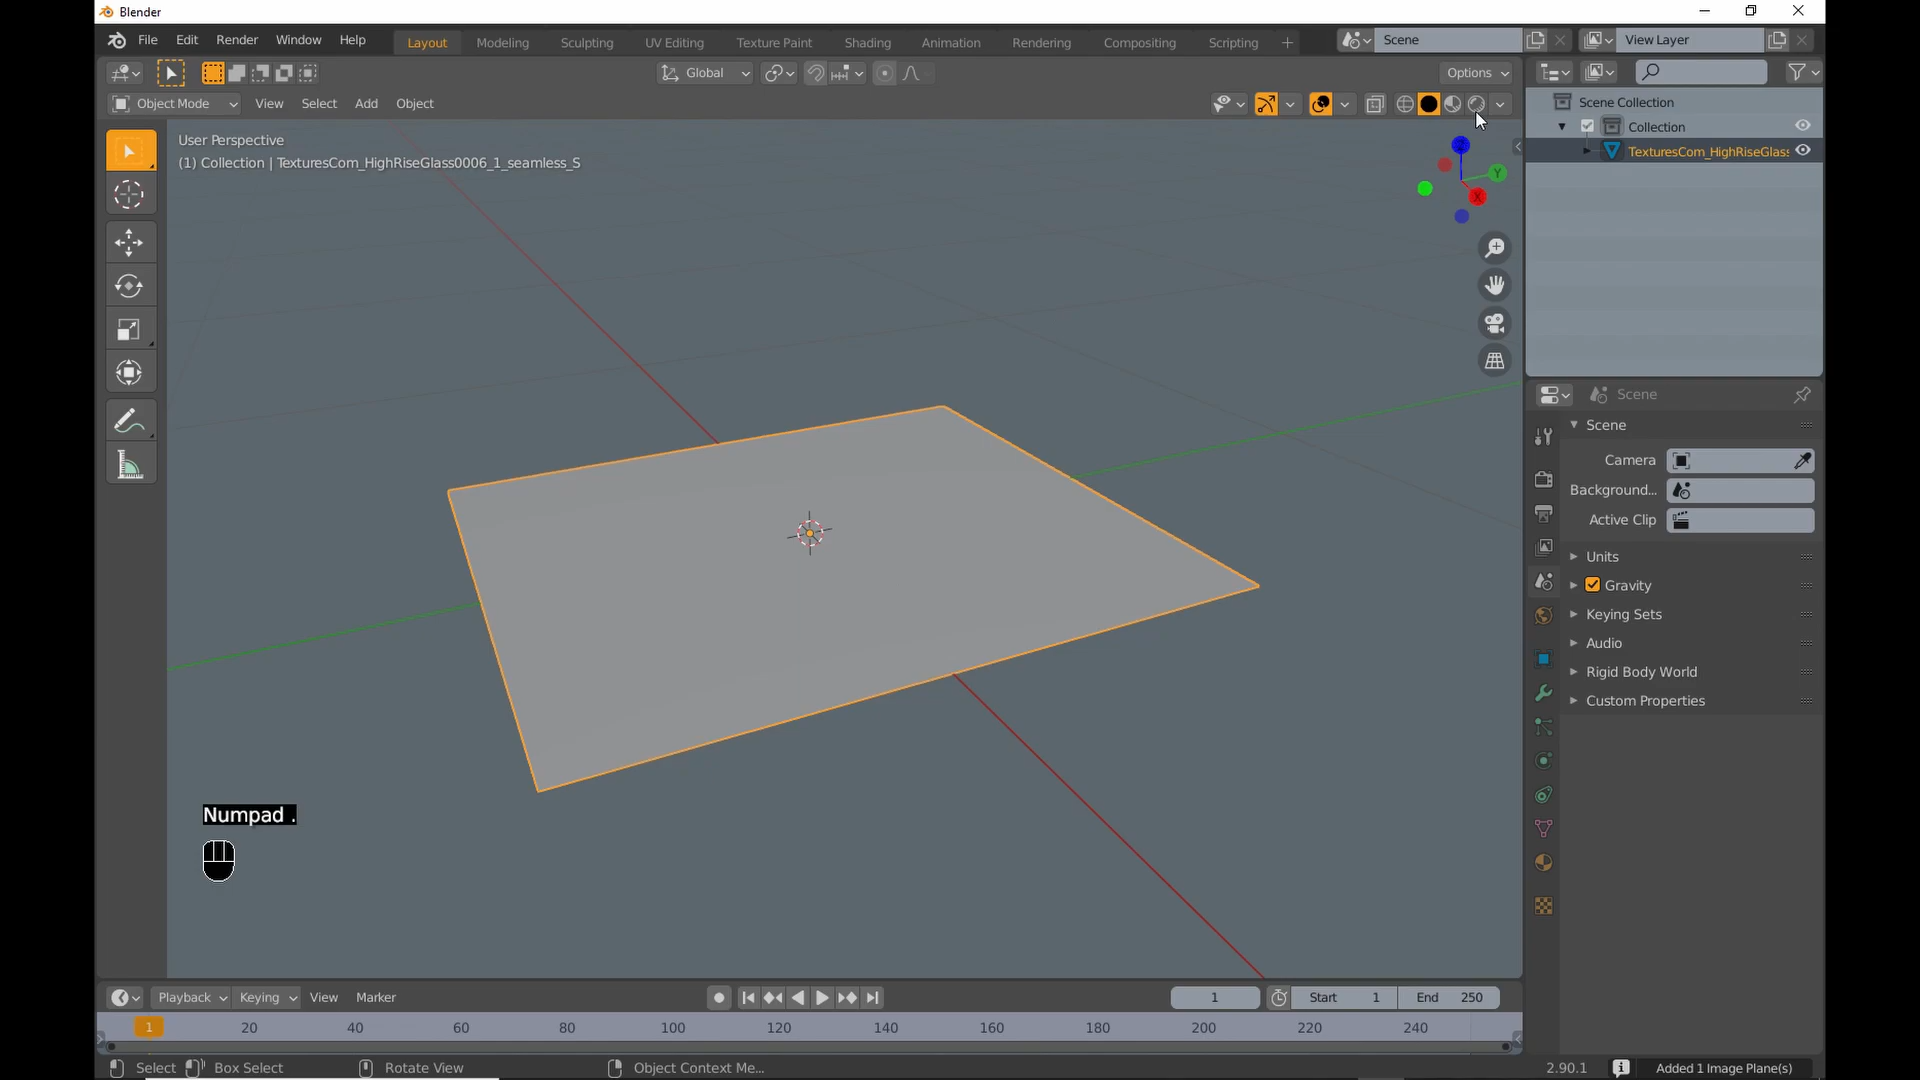 Blender
File Edit Render Window Help
Layout Modeling Sculpting UV Editing Texture Paint Shading Animation Rendering Compositing Scripting +
Scene
View Layer
Global
Options
Object Mode View Select Add Object
User Perspective
(1) Collection | TexturesCom_HighRiseGlass0006_1_seamless_S
Z
Y
X
Scene Collection
Collection
TexturesCom_HighRiseGlas
Scene
Scene
Camera
Background...
Active Clip
Units
Gravity
Keying Sets
Audio
Rigid Body World
Custom Properties
Numpad .
Playback Keying View Marker
1 Start 1 End 250
1 20 40 60 80 100 120 140 160 180 200 220 240
Select Box Select Rotate View Object Context Me...
2.90.1 Added 1 Image Plane(s)